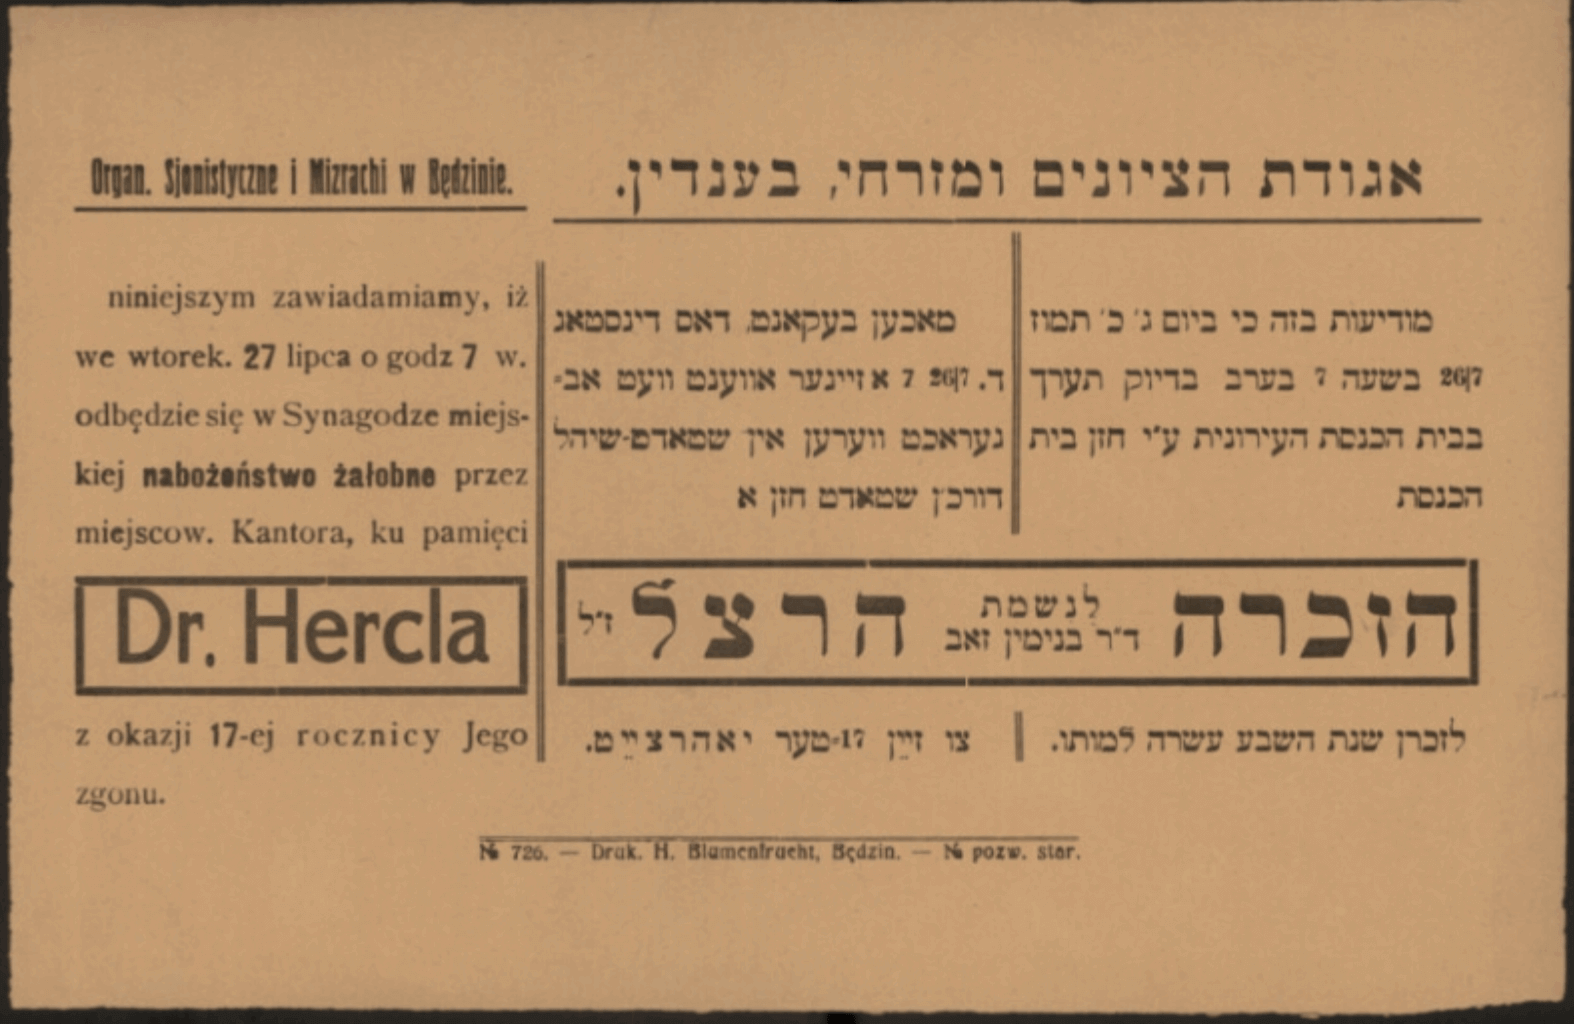 Organ. Sjonistyczne i Mizrachi w Będzinie.
niniejszym zawiadamiamy, iż
we wtorek. 27 lipca o godz 7 w.
odbędzie się w Synagodze miejs-
kiej nabożeństwo żałobne przez
miejscow. Kantora, ku pamięci
Dr. Hercla
z okazji 17-ej rocznicy Jego
zgonu.
אגודת הציונים ומזרחי, בענדין.
מודיעות בזה כי ביום ג׳ כ׳ תמוז
26|7 בשעה 7 בערב בדיוק תערך
בבית הכנסת העירונית ע״י חזן בית
הכנסת
מאכען בעקאנט, דאס דינסטאג
ד. 26|7 7 א זייגער אווענט וועט אב־
געראכט ווערען אין שטאדט-שיהל
דורכ׳ן שטאדט חזן א
הזכרה לנשמת ד״ר בנימין זאב הרצל ז״ל
לזכרן שנת השבע עשרה למותו.
צו זיין 17-טער יאהרצייט.
№ 726. — Druk. H. Blumenfrucht, Będzin. — № pozw. star.